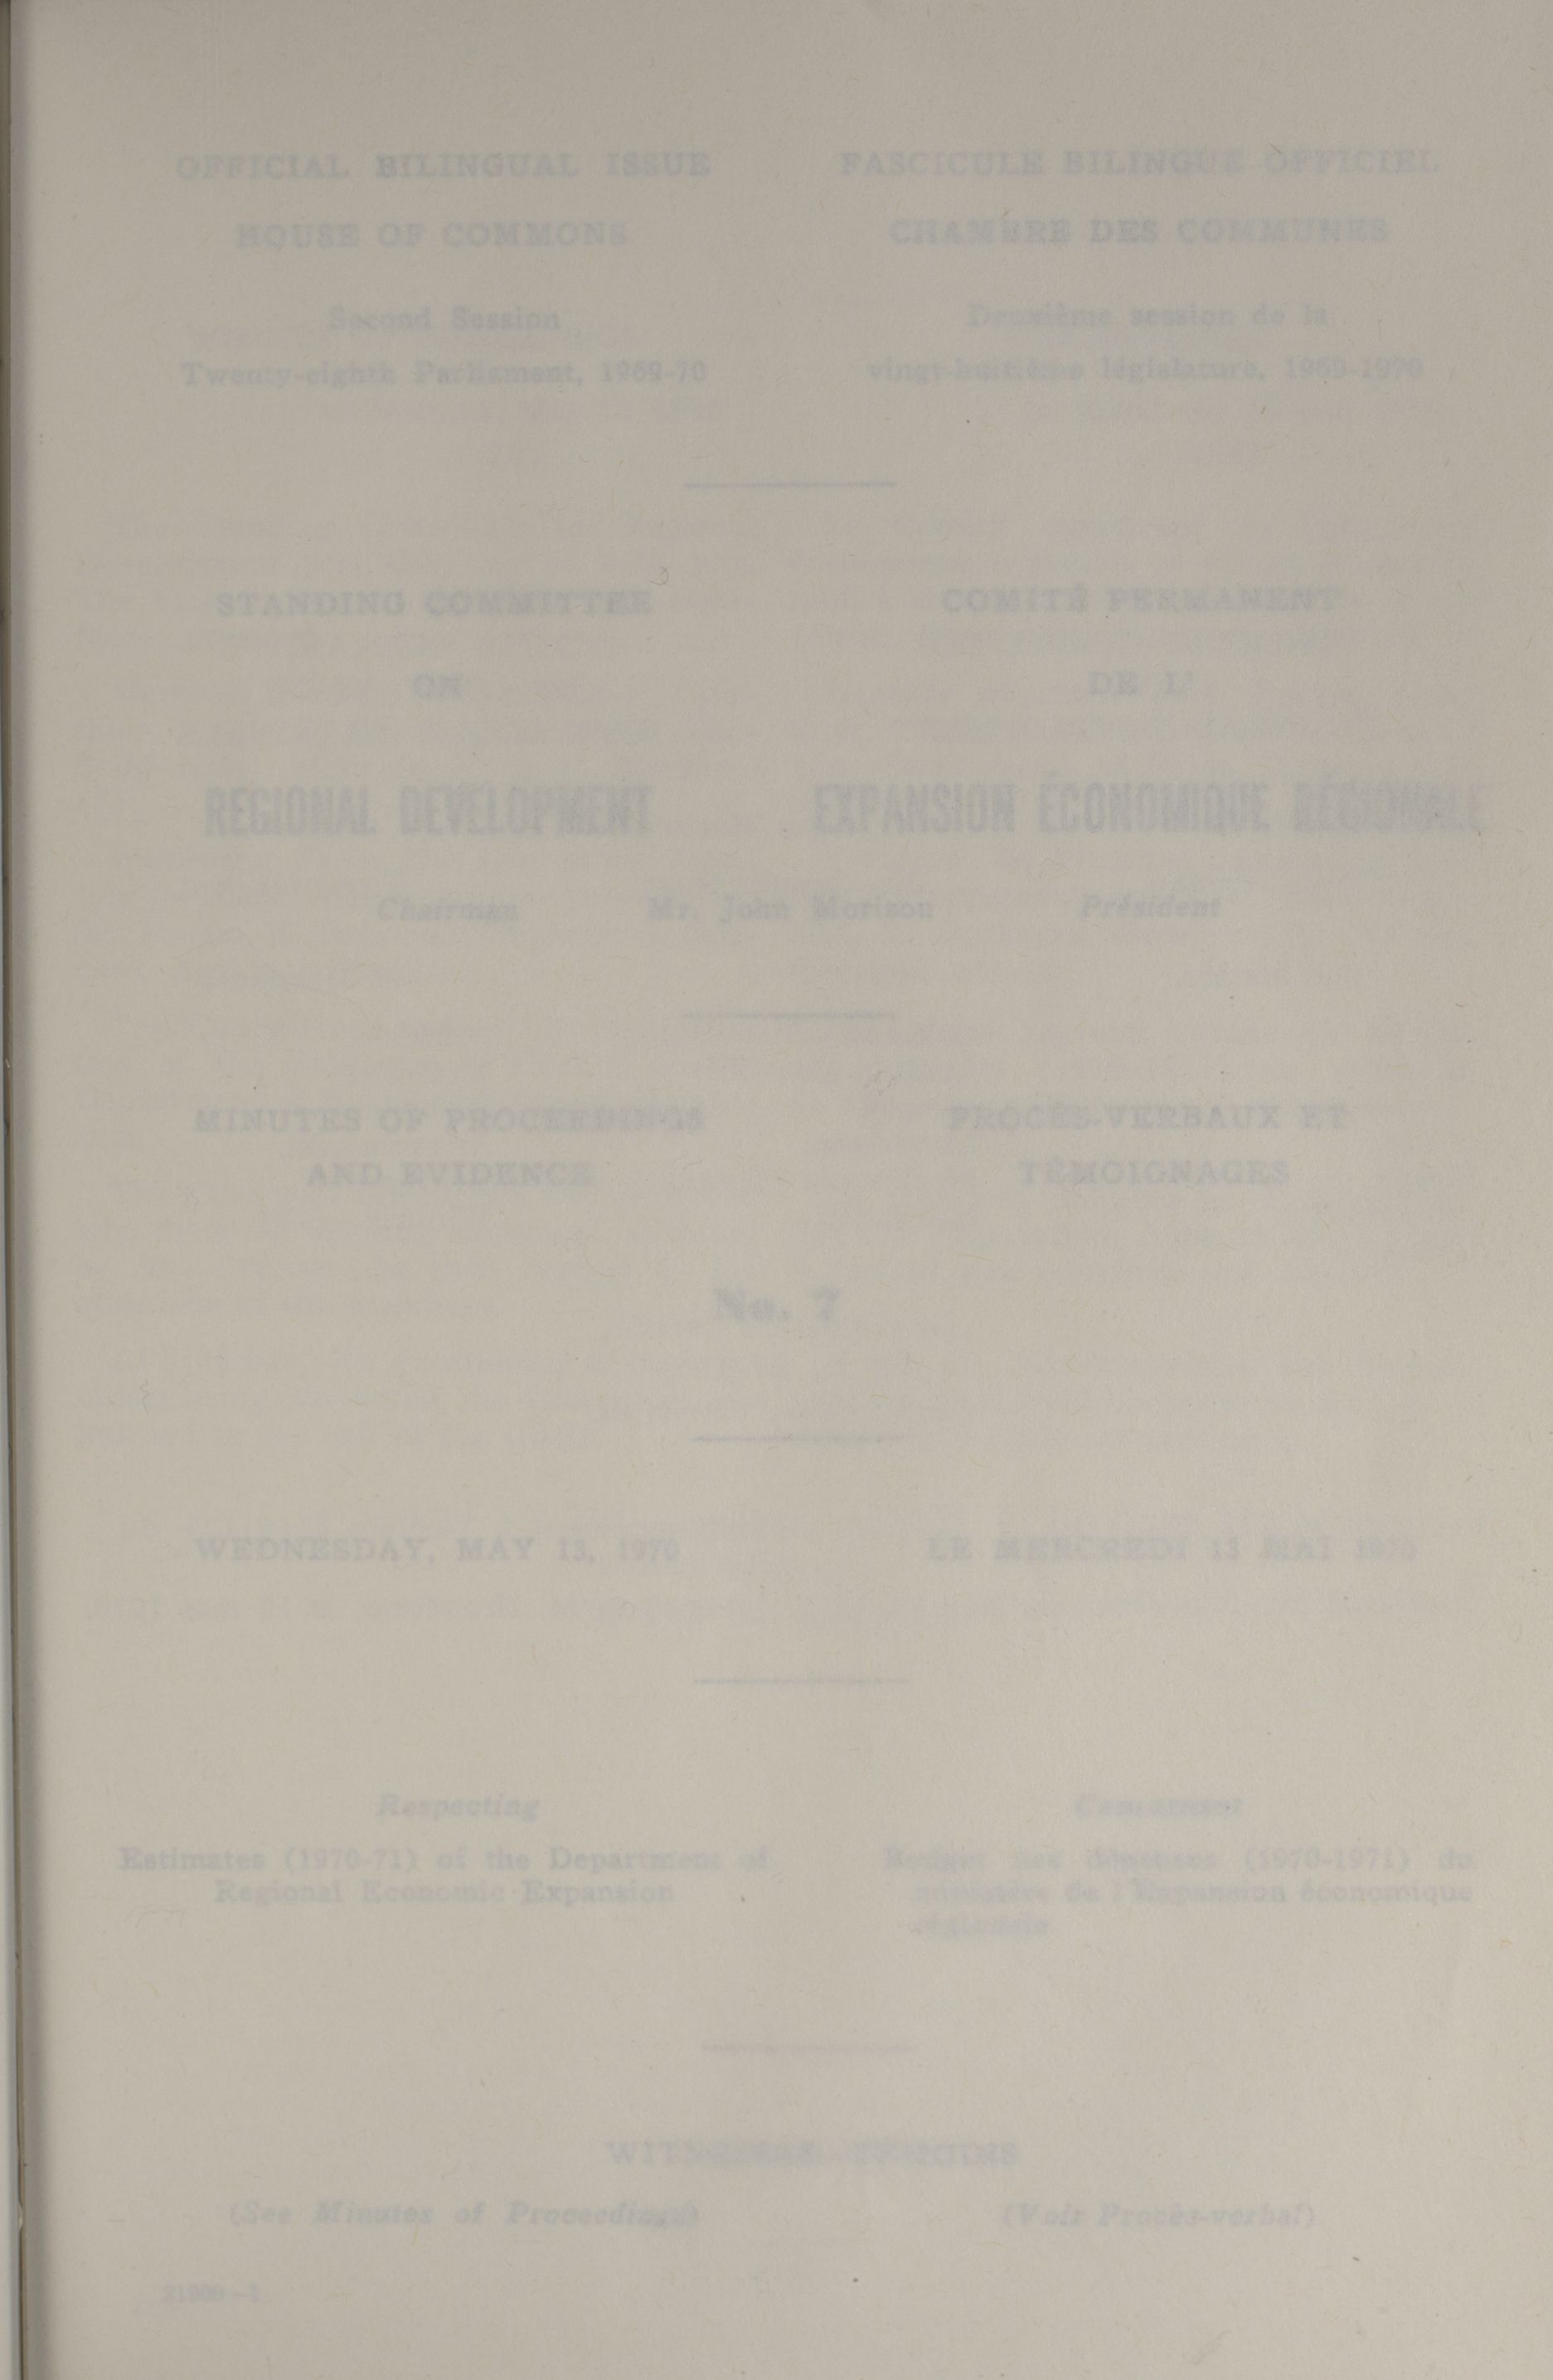 OFFICIAL BILINGUAL ISSUE
HOUSE OF COMMONS
Second Session
Twenty-eighth Parliament, 1969-70
FASCICULE BILINGUE OFFICIEL
CHAMBRE DES COMMUNES
Deuxième session de la
vingt-huitième législature, 1969-1970
STANDING COMMITTEE
ON
REGIONAL DEVELOPMENT
COMITÉ PERMANENT
DE L'
EXPANSION ÉCONOMIQUE RÉGIONALE
Chairman Mr. John Morison Président
MINUTES OF PROCEEDINGS
AND EVIDENCE
PROCÈS-VERBAUX ET
TÉMOIGNAGES
No. 7
WEDNESDAY, MAY 13, 1970
LE MERCREDI 13 MAI 1970
Respecting
Estimates (1970-71) of the Department of
Regional Economic Expansion
Concernant
Budget des dépenses (1970-1971) du
ministère de l'Expansion économique
régionale
WITNESSES—TÉMOINS
(See Minutes of Proceedings)
(Voir Procès-verbal)